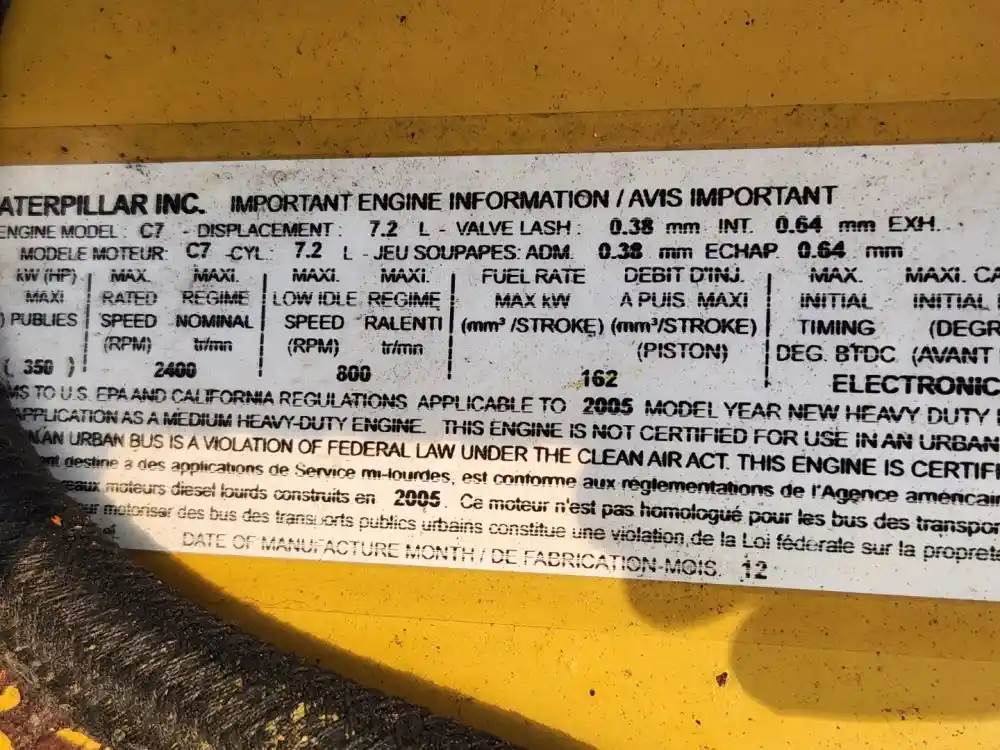 ATERPILLAR INC. IMPORTANT ENGINE INFORMATION / AVIS IMPORTANT
ENGINE MODEL : C7 - DISPLACEMENT : 7.2 L - VALVE LASH : 0.38 mm INT. 0.64 mm EXH.
MODELE MOTEUR: C7 -CYL.: 7.2 L - JEU SOUPAPES: ADM. 0.38 mm ECHAP. 0.64 mm
kW (HP) MAX. MAXI. MAXI. MAXI. FUEL RATE DEBIT D'INJ. MAX. MAXI. CA
MAXI RATED REGIME LOW IDLE REGIME MAX kW A PUIS MAXI INITIAL INITIAL
) PUBLIES SPEED NOMINAL SPEED RALENTI (mm³ /STROKE) (mm³/STROKE) TIMING (DEGR
(RPM) tr/mn (RPM) tr/mn (PISTON) DEG. BTDC (AVANT
( 350 ) 2400 800 162 ELECTRONIC
MS TO U.S. EPA AND CALIFORNIA REGULATIONS APPLICABLE TO 2005 MODEL YEAR NEW HEAVY DUTY
APPLICATION AS A MEDIUM HEAVY-DUTY ENGINE. THIS ENGINE IS NOT CERTIFIED FOR USE IN AN URBAN
N AN URBAN BUS IS A VIOLATION OF FEDERAL LAW UNDER THE CLEAN AIR ACT. THIS ENGINE IS CERTIFI
nt destine a des applications de Service mi-lourdes, est conforme aux réglementations de l'Agence américain
eaux moteurs diesel lourds construits en 2005. Ce moteur n'est pas homologué pour les bus des transpor
ur motoriser des bus des transports publics urbains constitue une violation de la Loi féderale sur la propreté
DATE OF MANUFACTURE MONTH / DE FABRICATION-MOIS. 12